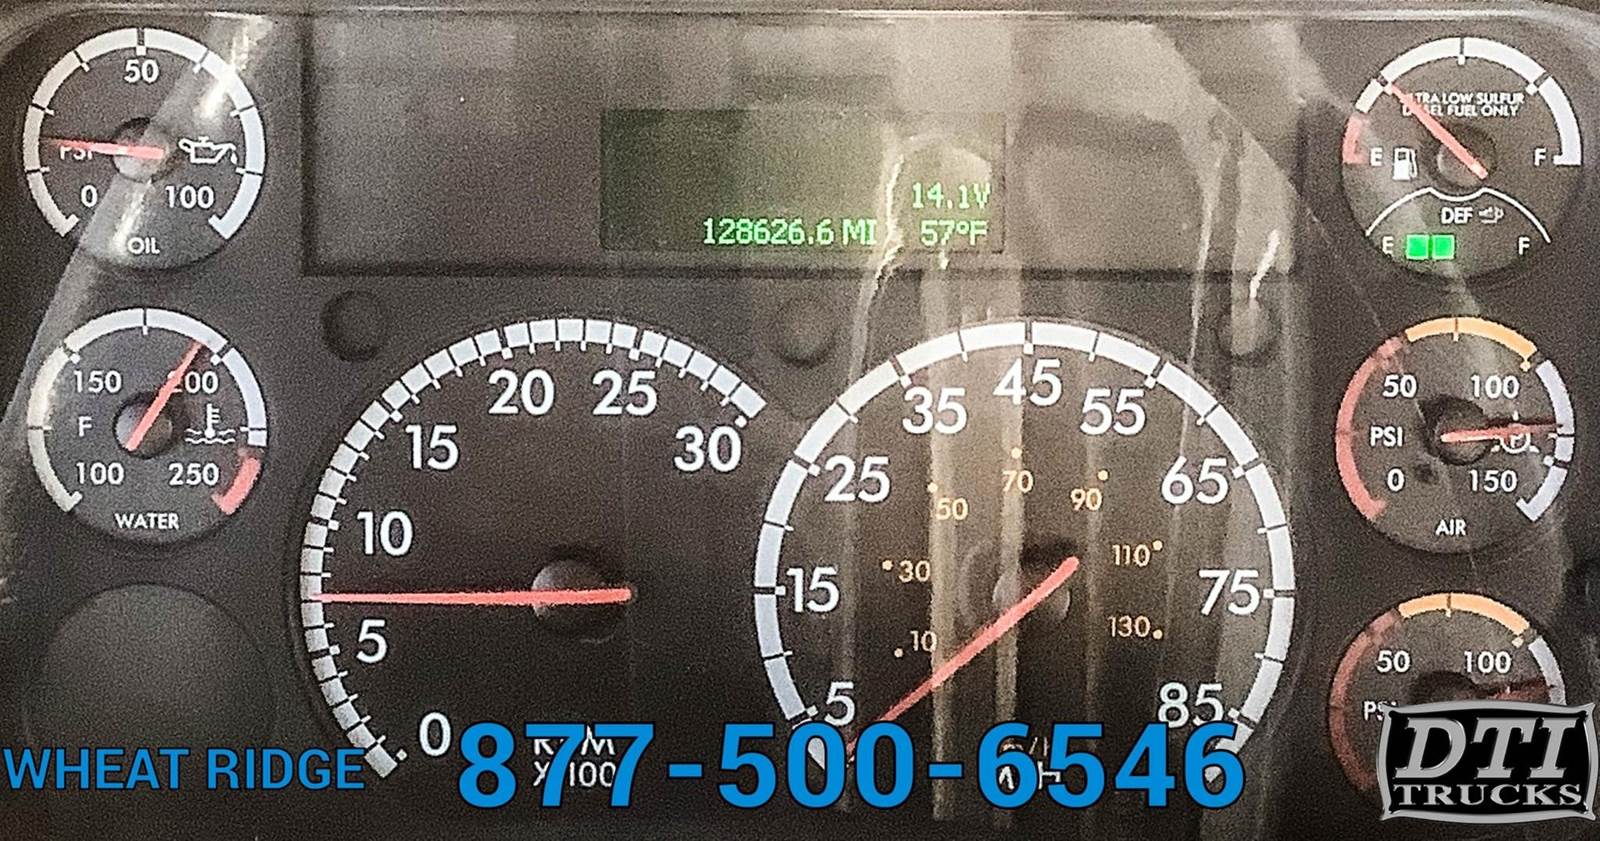 50
PSI
0 100
OIL
14.1V
128626.6 MI 57°F
ULTRA LOW SULFUR
DIESEL FUEL ONLY
E F
DEF
E F
150 200
F
100 250
WATER
0 5 10 15 20 25 30
RPM
X 100
5 15 25 35 45 55 65 75 85
10 30 50 70 90 110 130
50 100
PSI
0 150
AIR
50 100
PSI
WHEAT RIDGE 877-500-6546
DTI
TRUCKS